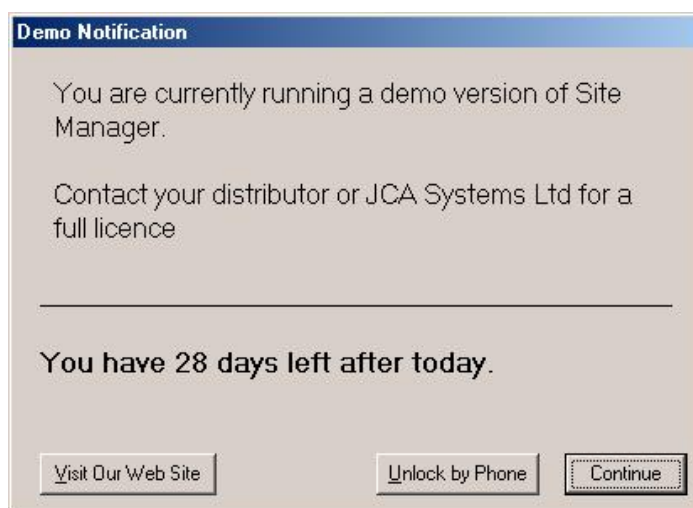 Demo Notification
You are currently running a demo version of Site
Manager.
Contact your distributor or JCA Systems Ltd for a
full licence
You have 28 days left after today.
Visit Our Web Site
Unlock by Phone
Continue